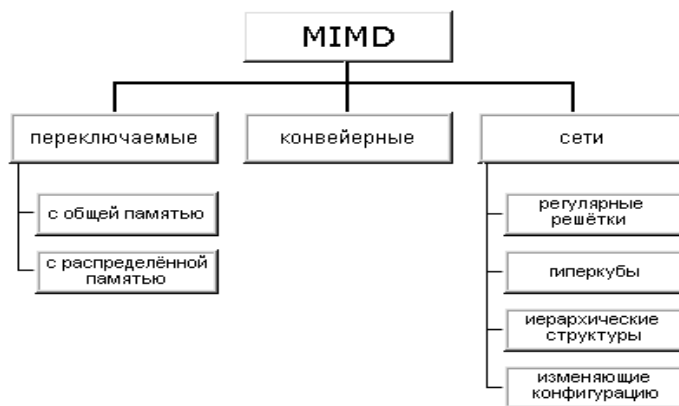 MIMD
переключаемые
конвейерные
сети
с общей памятью
с распределённой
памятью
регулярные
решётки
гиперкубы
иерархические
структуры
изменяющие
конфигурацию